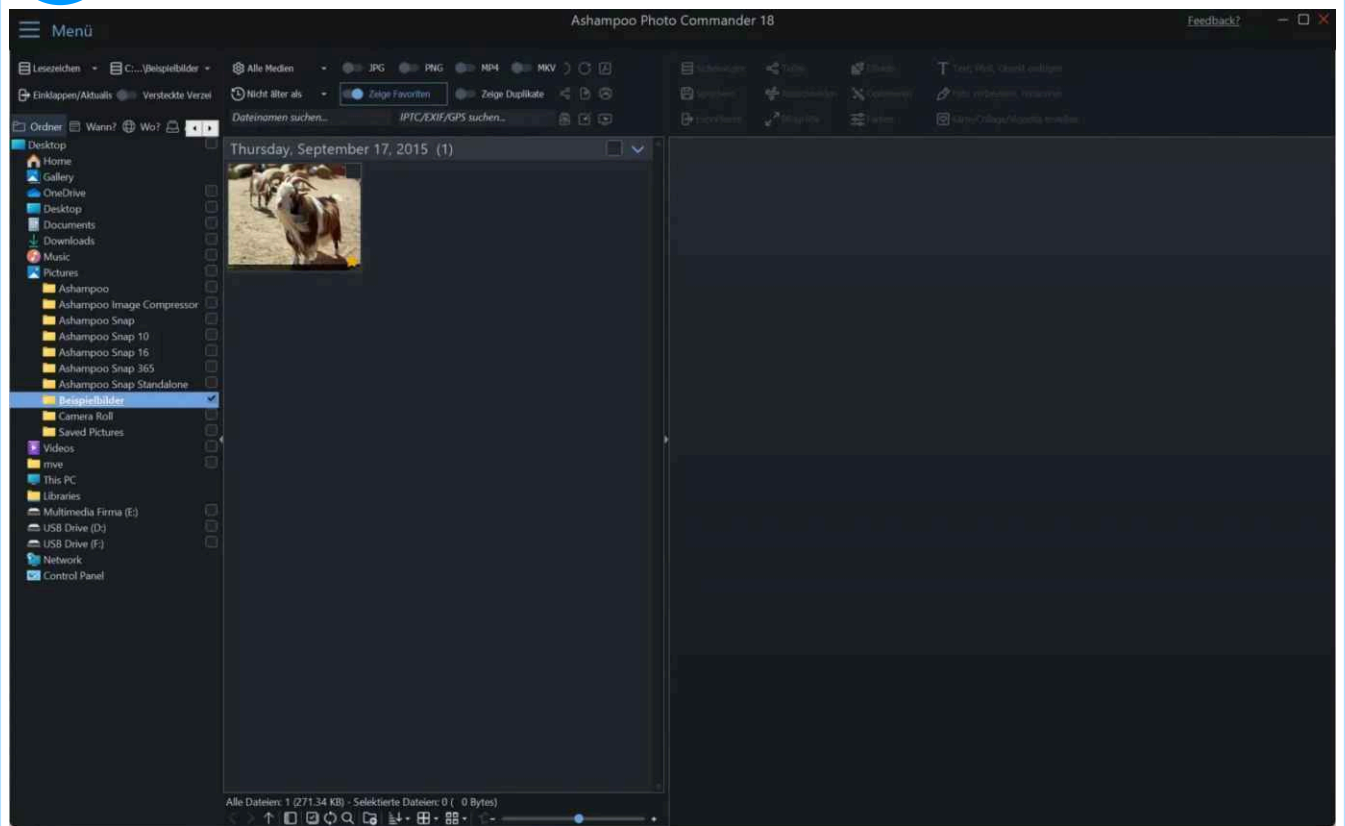 Menü
Ashampoo Photo Commander 18
Feedback?
Lesezeichen
C:...\Beispielbilder
Alle Medien
JPG
PNG
MP4
MKV
Einklappen/Aktualis
Versteckte Verzei
Nicht älter als
Zeige Favoriten
Zeige Duplikate
Dateinamen suchen...
IPTC/EXIF/GPS suchen...
Ordner
Wann?
Wo?
Thursday, September 17, 2015 (1)
Desktop
Home
Gallery
OneDrive
Desktop
Documents
Downloads
Music
Pictures
Ashampoo
Ashampoo Image Compressor
Ashampoo Snap
Ashampoo Snap 10
Ashampoo Snap 16
Ashampoo Snap 365
Ashampoo Snap Standalone
Beispielbilder
Camera Roll
Saved Pictures
Videos
mve
This PC
Libraries
Multimedia Firma (E:)
USB Drive (D:)
USB Drive (F:)
Network
Control Panel
Alle Dateien: 1 (271.34 KB) - Selektierte Dateien: 0 ( 0 Bytes)